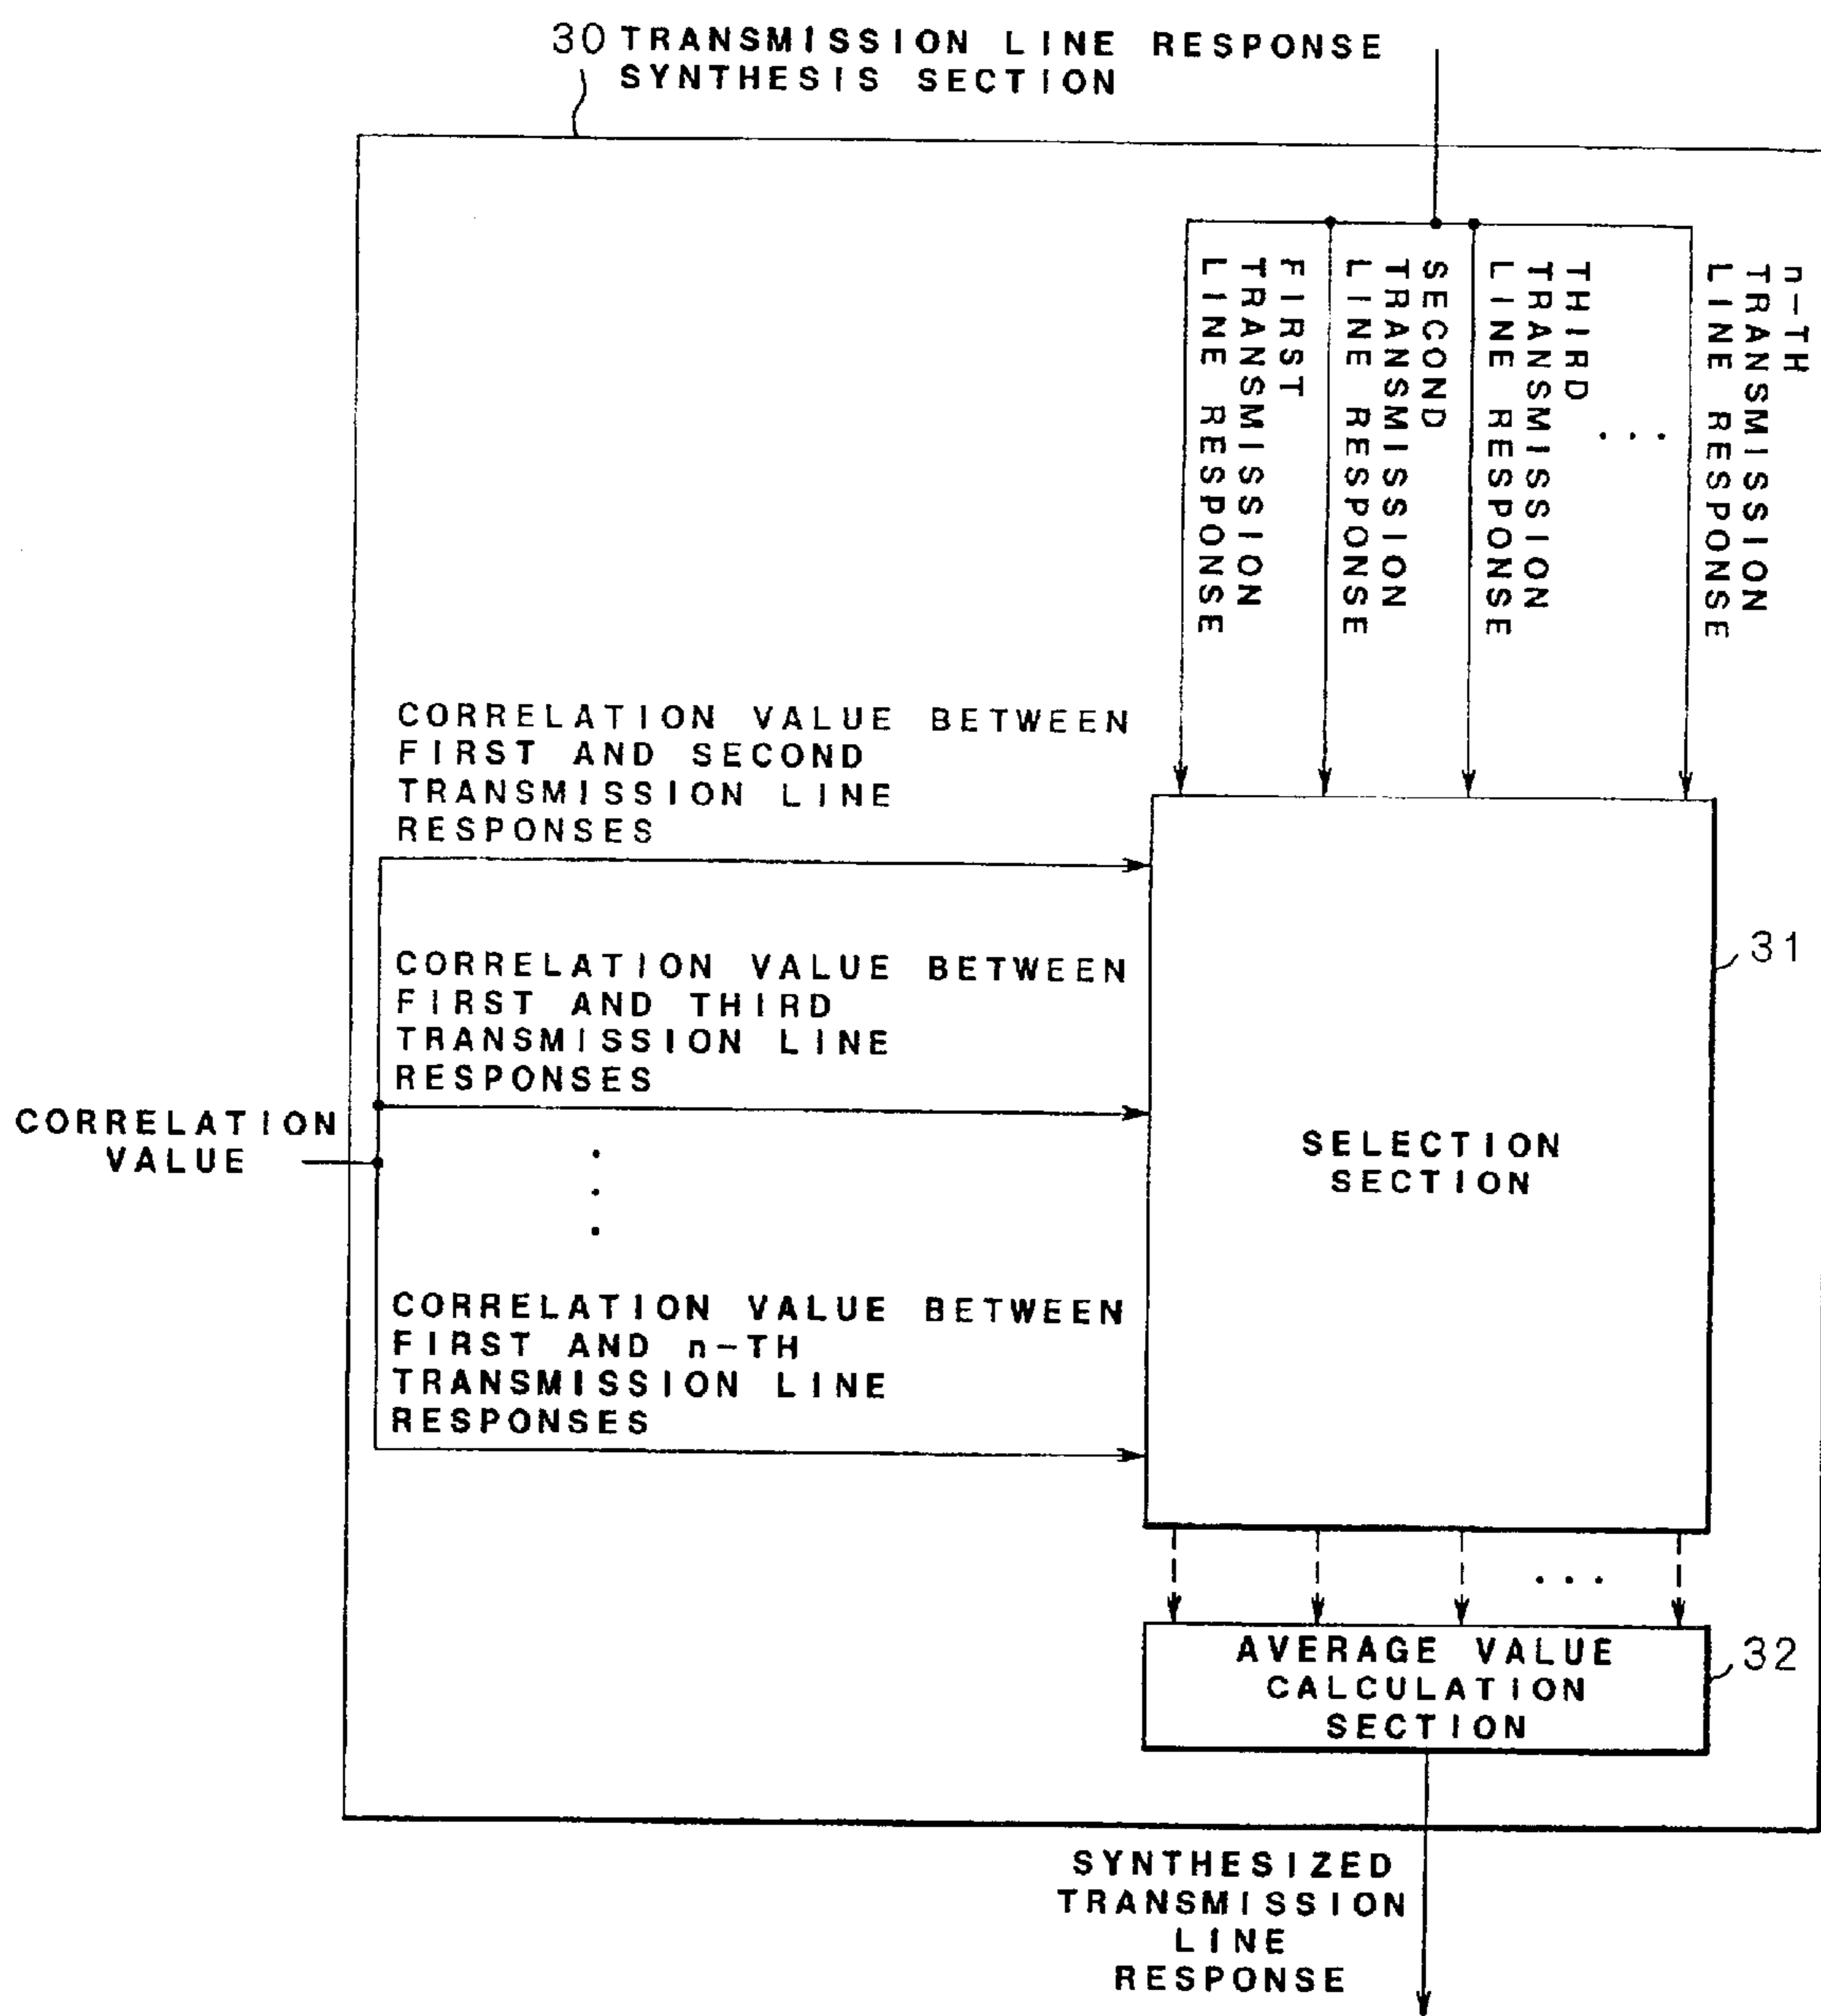 30 TRANSMISSION LINE RESPONSE
SYNTHESIS SECTION
FIRST
TRANSMISSION
LINE RESPONSE
SECOND
TRANSMISSION
LINE RESPONSE
THIRD
TRANSMISSION
LINE RESPONSE
...
n-TH
TRANSMISSION
LINE RESPONSE
CORRELATION VALUE BETWEEN
FIRST AND SECOND
TRANSMISSION LINE
RESPONSES
CORRELATION VALUE BETWEEN
FIRST AND THIRD
TRANSMISSION LINE
RESPONSES
31
CORRELATION
VALUE
SELECTION
SECTION
CORRELATION VALUE BETWEEN
FIRST AND n-TH
TRANSMISSION LINE
RESPONSES
...
AVERAGE VALUE
CALCULATION
SECTION
32
SYNTHESIZED
TRANSMISSION
LINE
RESPONSE